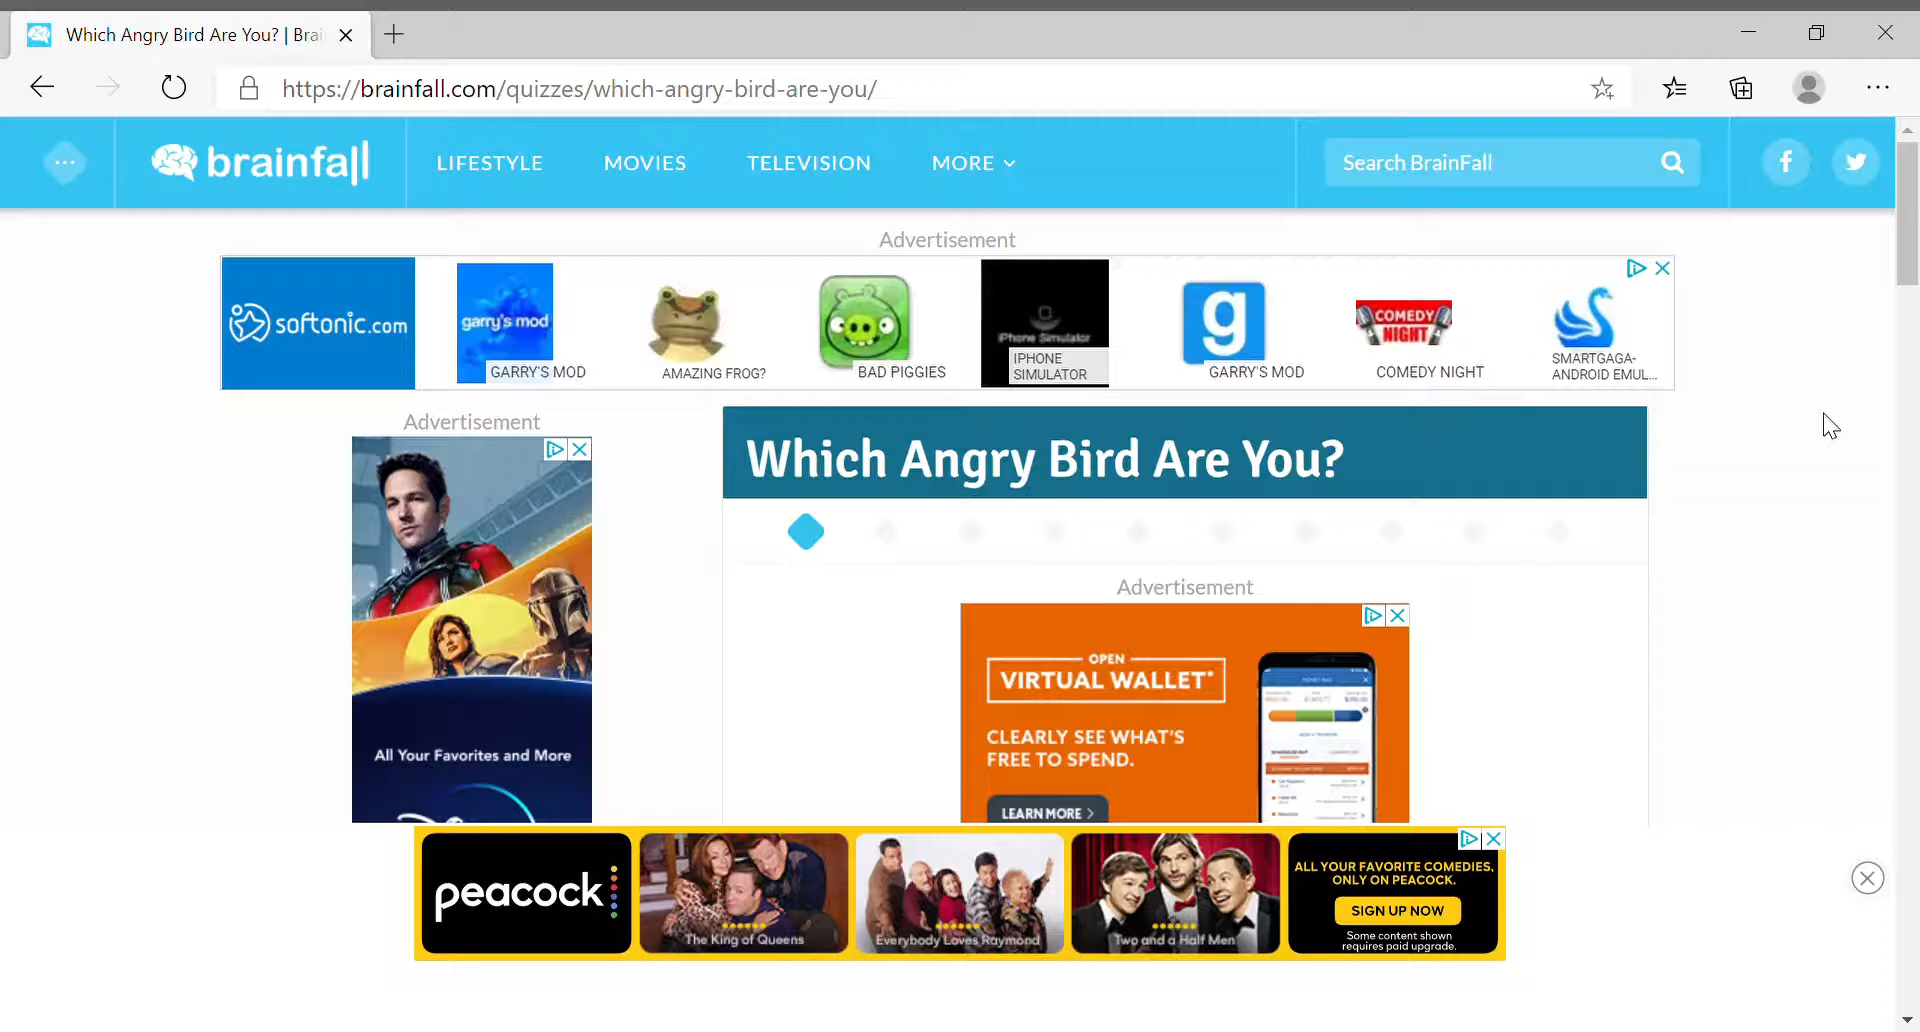 Which Angry Bird Are You? | Brai
https://brainfall.com/quizzes/which-angry-bird-are-you/
brainfall
LIFESTYLE
MOVIES
TELEVISION
MORE
Search BrainFall
Advertisement
softonic.com
garry's mod
GARRY'S MOD
AMAZING FROG?
BAD PIGGIES
iPhone Simulator
IPHONE
SIMULATOR
g
GARRY'S MOD
COMEDY
NIGHT
COMEDY NIGHT
SMARTGAGA-
ANDROID EMUL...
Advertisement
All Your Favorites and More
Which Angry Bird Are You?
Advertisement
OPEN
VIRTUAL WALLET
CLEARLY SEE WHAT'S
FREE TO SPEND.
LEARN MORE >
peacock
The King of Queens
Everybody Loves Raymond
Two and a Half Men
ALL YOUR FAVORITE COMEDIES,
ONLY ON PEACOCK.
SIGN UP NOW
Some content shown
requires paid upgrade.